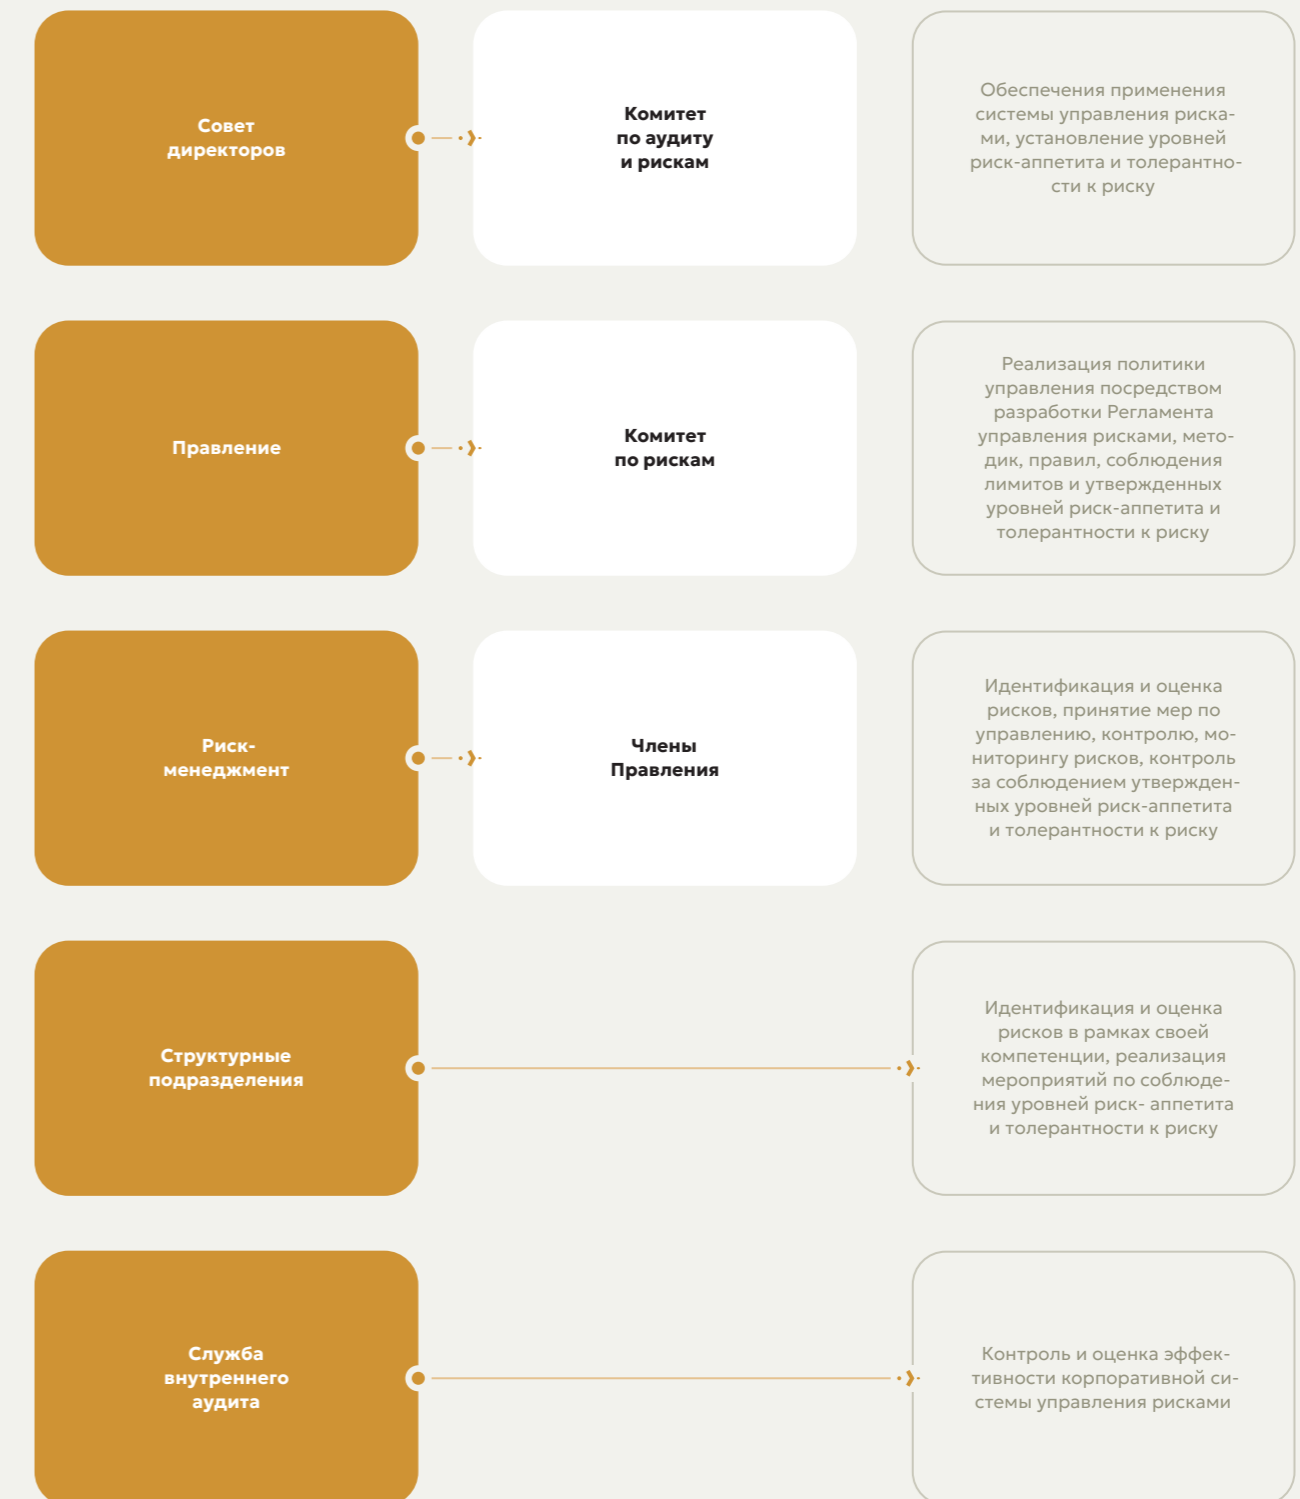 Совет
директоров
Комитет
по аудиту
и рискам
Обеспечения применения
системы управления риска-
ми, установление уровней
риск-аппетита и толерантно-
сти к риску
Правление
Комитет
по рискам
Реализация политики
управления посредством
разработки Регламента
управления рисками, мето-
дик, правил, соблюдения
лимитов и утвержденных
уровней риск-аппетита и
толерантности к риску
Риск-
менеджмент
Члены
Правления
Идентификация и оценка
рисков, принятие мер по
управлению, контролю, мо-
ниторингу рисков, контроль
за соблюдением утвержден-
ных уровней риск-аппетита
и толерантности к риску
Структурные
подразделения
Идентификация и оценка
рисков в рамках своей
компетенции, реализация
мероприятий по соблюде-
ния уровней риск- аппетита
и толерантности к риску
Служба
внутреннего
аудита
Контроль и оценка эффек-
тивности корпоративной си-
стемы управления рисками